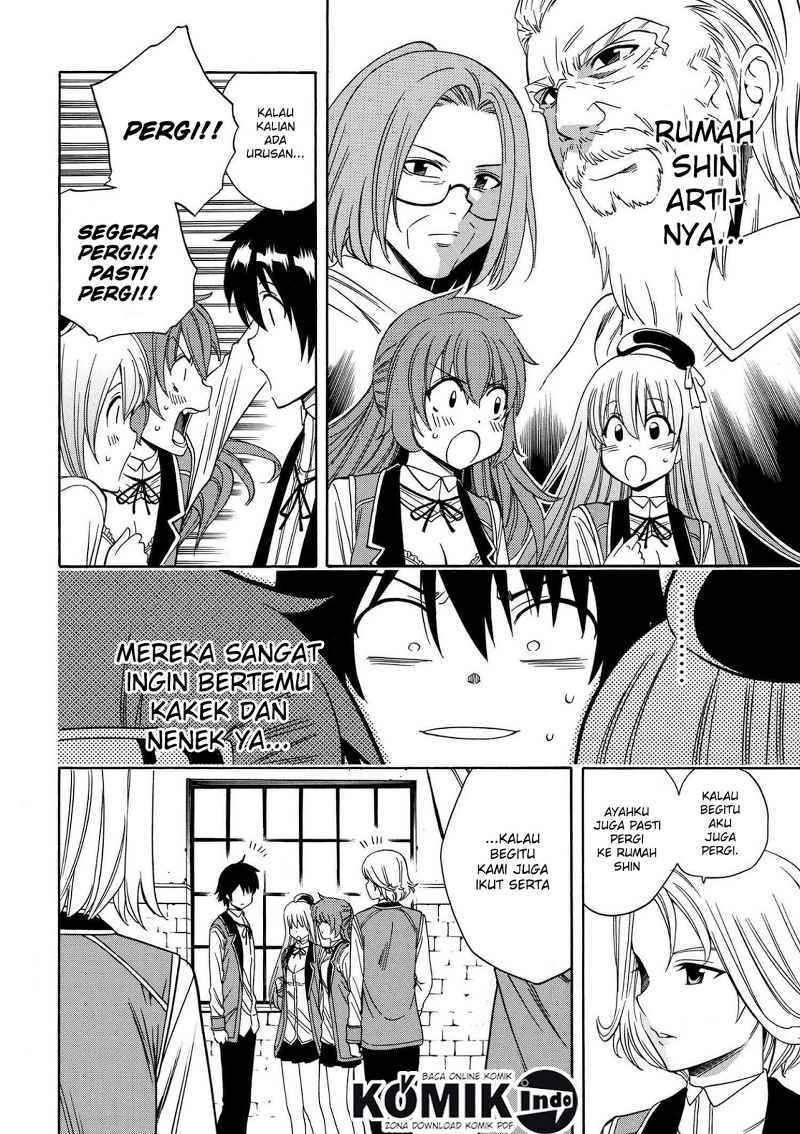 RUMAH
SHIN
ARTI-
NYA...
KALAU
KALIAN
ADA
URUSAN...
PERGI!!
SEGERA
PERGI!!
PASTI
PERGI!!
.........
MEREKA SANGAT
INGIN BERTEMU
KAKEK DAN
NENEK YA...
KALAU
BEGITU
AKU
JUGA
PERGI.
AYAHKU
JUGA PASTI
PERGI
KE RUMAH
SHIN
...KALAU
BEGITU
KAMI JUGA
IKUT SERTA
BACA ONLINE KOMIK
KOMIK indo
ZONA DOWNLOAD KOMIK PDF